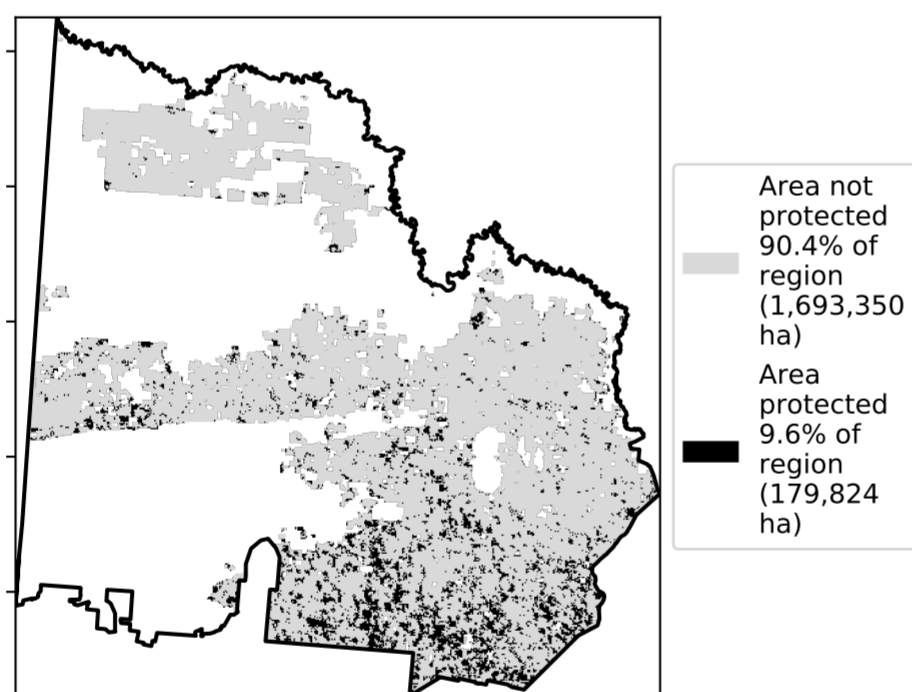 Area not
protected
90.4% of
region
(1,693,350
ha)
Area
protected
9.6% of
region
(179,824
ha)